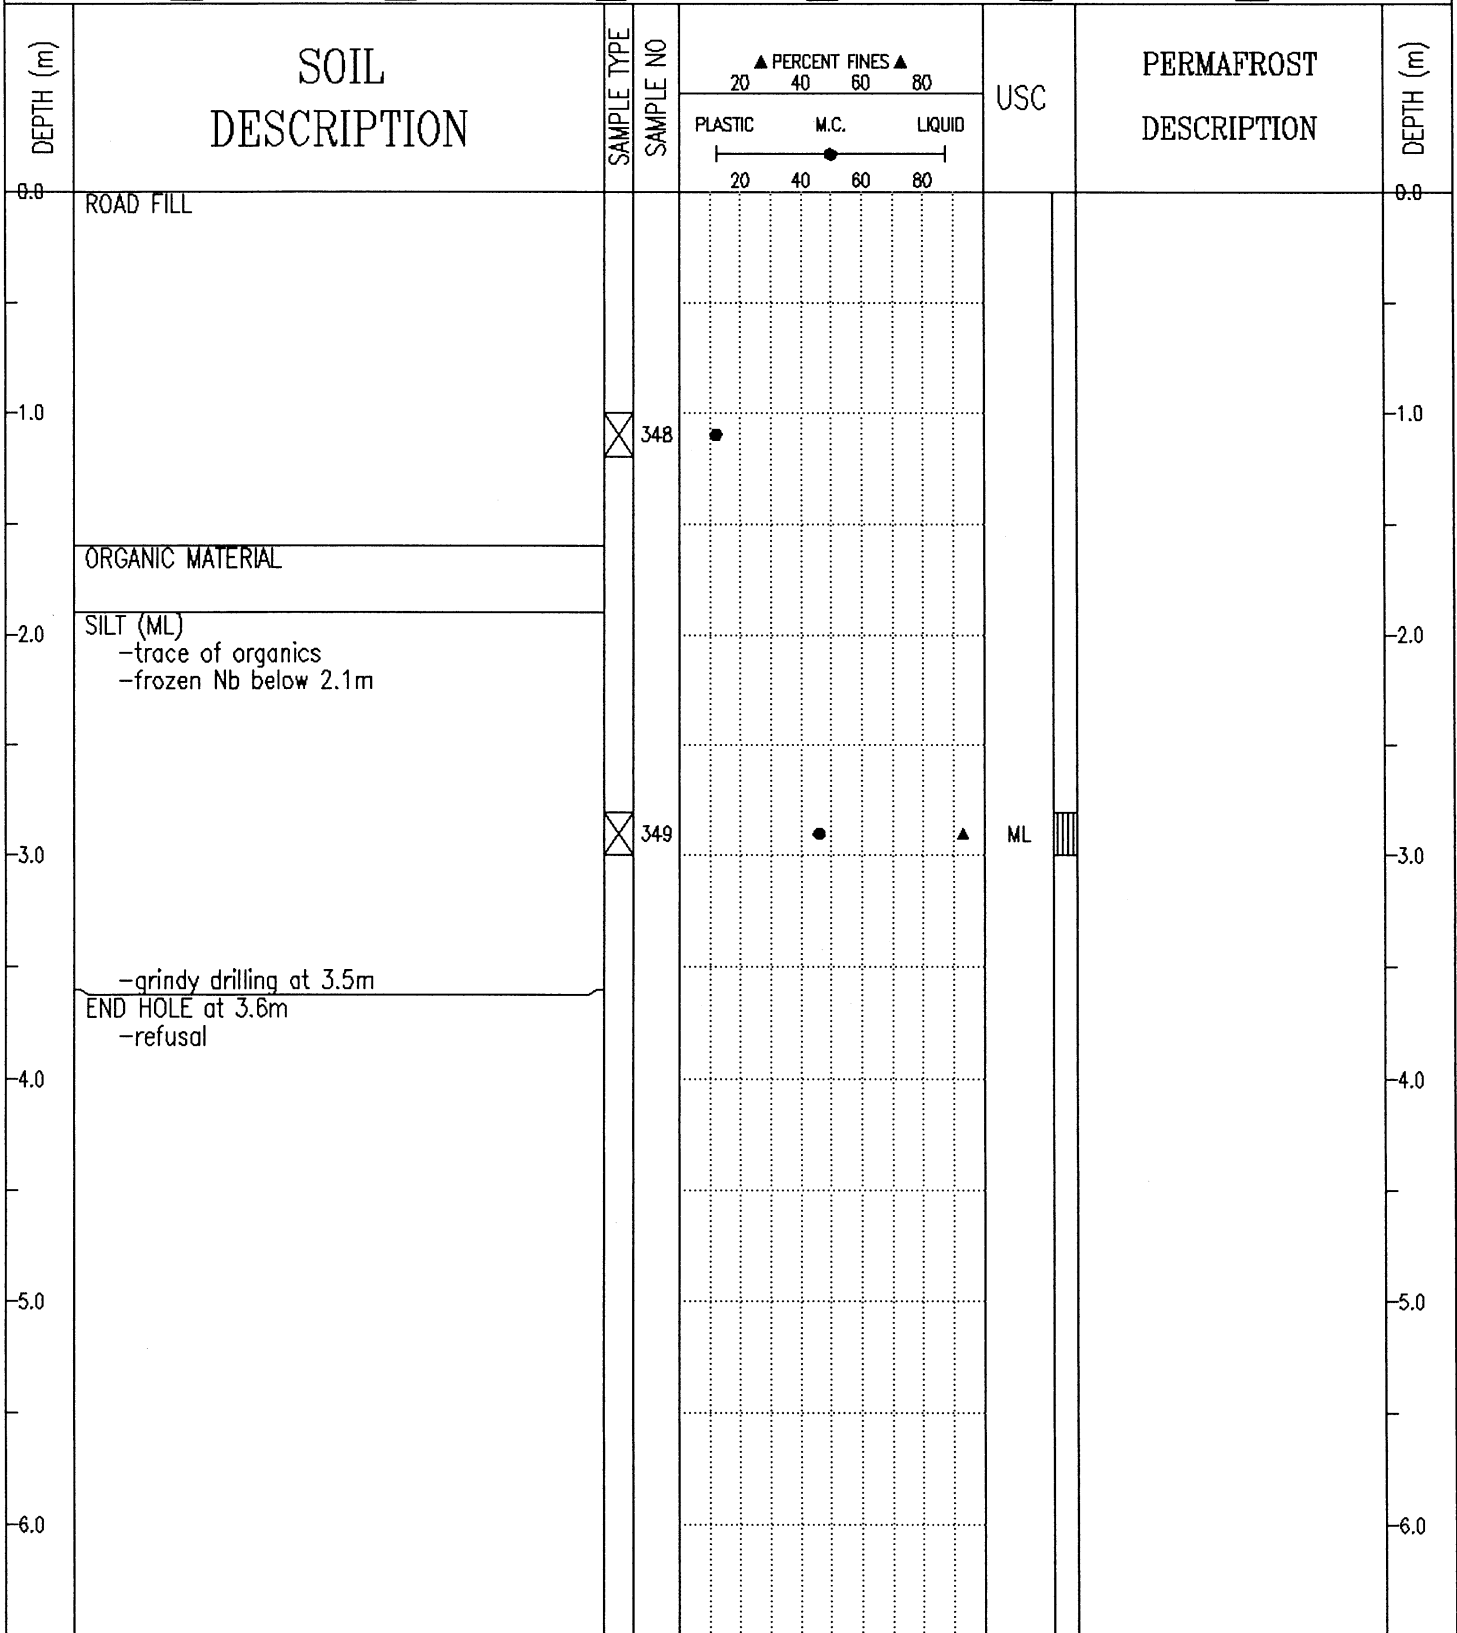 DEPTH (m)
SOIL
DESCRIPTION
SAMPLE TYPE
SAMPLE NO
▲ PERCENT FINES ▲
20 40 60 80
PLASTIC M.C. LIQUID
20 40 60 80
USC
PERMAFROST
DESCRIPTION
DEPTH (m)
0.0 0.0
ROAD FILL
1.0 1.0
348
ORGANIC MATERIAL
SILT (ML)
2.0 2.0
-trace of organics
-frozen Nb below 2.1m
349 ML
3.0 3.0
-grindy drilling at 3.5m
END HOLE at 3.6m
-refusal
4.0 4.0
5.0 5.0
6.0 6.0